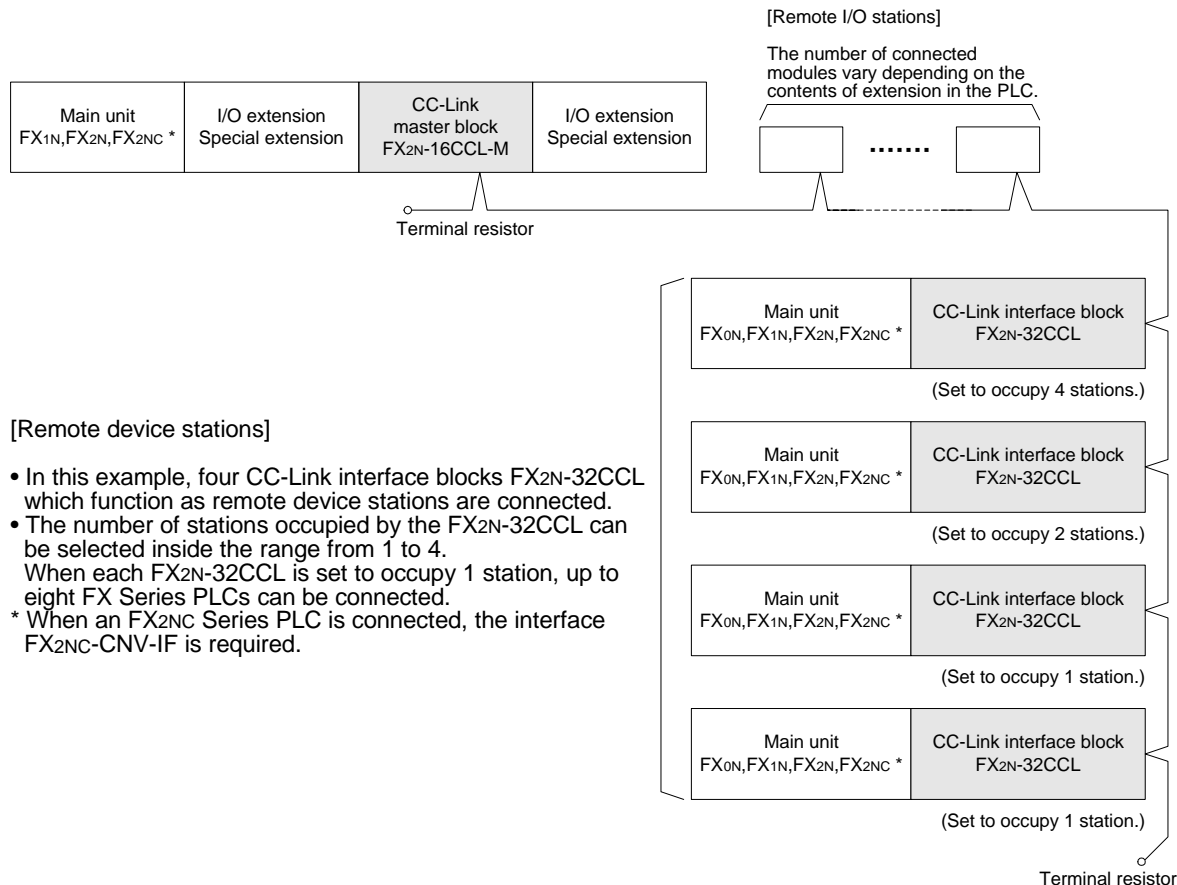 [Remote I/O stations]
The number of connected
modules vary depending on the
contents of extension in the PLC.
Main unit
FX1N,FX2N,FX2NC *
I/O extension
Special extension
CC-Link
master block
FX2N-16CCL-M
I/O extension
Special extension
Terminal resistor
Main unit
FX0N,FX1N,FX2N,FX2NC *
CC-Link interface block
FX2N-32CCL
(Set to occupy 4 stations.)
Main unit
FX0N,FX1N,FX2N,FX2NC *
CC-Link interface block
FX2N-32CCL
(Set to occupy 2 stations.)
Main unit
FX0N,FX1N,FX2N,FX2NC *
CC-Link interface block
FX2N-32CCL
(Set to occupy 1 station.)
Main unit
FX0N,FX1N,FX2N,FX2NC *
CC-Link interface block
FX2N-32CCL
(Set to occupy 1 station.)
Terminal resistor
[Remote device stations]
• In this example, four CC-Link interface blocks FX2N-32CCL
which function as remote device stations are connected.
• The number of stations occupied by the FX2N-32CCL can
be selected inside the range from 1 to 4.
When each FX2N-32CCL is set to occupy 1 station, up to
eight FX Series PLCs can be connected.
* When an FX2NC Series PLC is connected, the interface
FX2NC-CNV-IF is required.